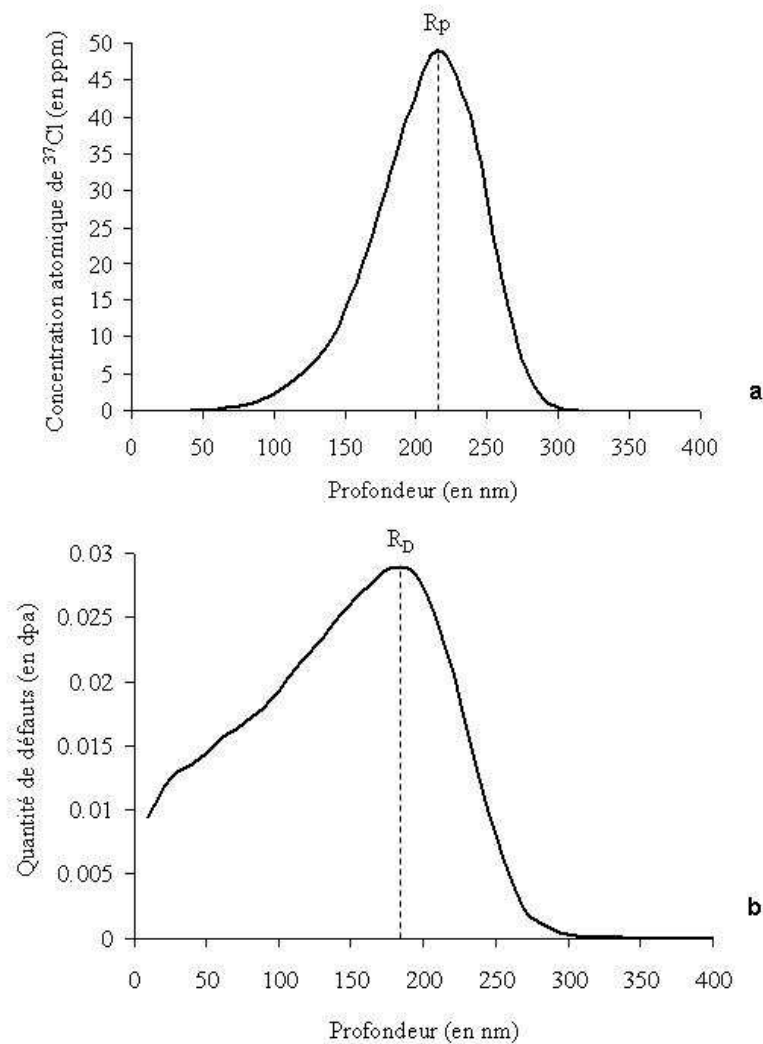 Rp
Concentration atomique de ³⁷Cl (en ppm)
50
45
40
35
30
25
20
15
10
5
0
0 50 100 150 200 250 300 350 400
Profondeur (en nm)
a
R_D
Quantité de défauts (en dpa)
0.03
0.025
0.02
0.015
0.01
0.005
0
0 50 100 150 200 250 300 350 400
Profondeur (en nm)
b